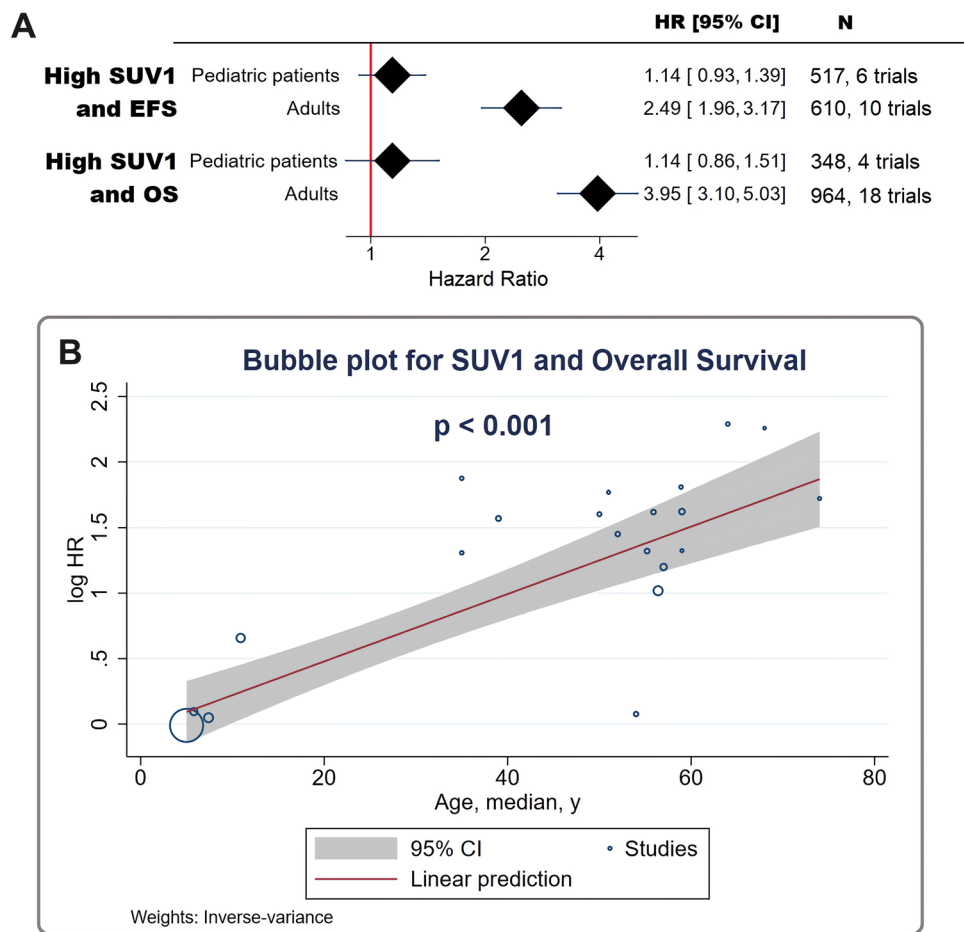 A
HR [95% CI] N
High SUV1 and EFS
Pediatric patients 1.14 [0.93, 1.39] 517, 6 trials
Adults 2.49 [1.96, 3.17] 610, 10 trials
High SUV1 and OS
Pediatric patients 1.14 [0.86, 1.51] 348, 4 trials
Adults 3.95 [ 3.10, 5.03] 964, 18 trials
1 2 4
Hazard Ratio
B
Bubble plot for SUV1 and Overall Survival
p < 0.001
log HR
2.5
2
1.5
1
.5
0
0 20 40 60 80
Age, median, y
95% CI Studies
Linear prediction
Weights: Inverse-variance